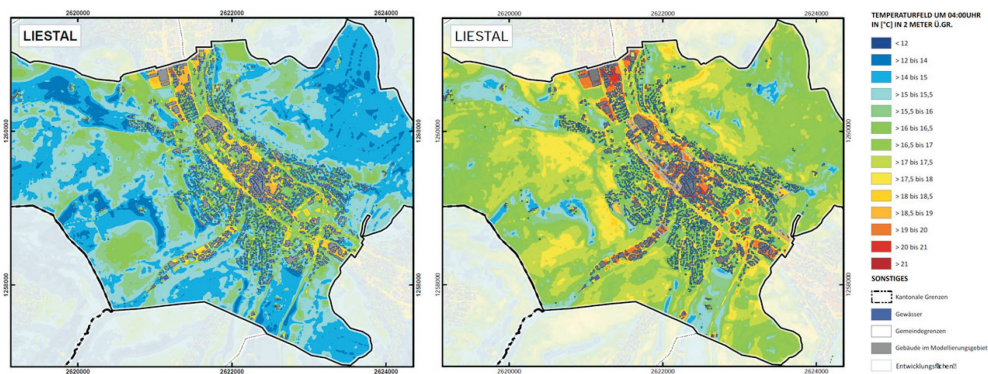 2620000 2622000 2624000
LIESTAL
1260000
1260000
1258000
1258000
2620000 2622000 2624000
2620000 2622000 2624000
LIESTAL
1260000
1260000
1258000
1258000
2620000 2622000 2624000
TEMPERATURFELD UM 04:00UHR
IN [°C] IN 2 METER Ü.GR.
< 12
> 12 bis 14
> 14 bis 15
> 15 bis 15,5
> 15,5 bis 16
> 16 bis 16,5
> 16,5 bis 17
> 17 bis 17,5
> 17,5 bis 18
> 18 bis 18,5
> 18,5 bis 19
> 19 bis 20
> 20 bis 21
> 21
SONSTIGES
Kantonale Grenzen
Gewässer
Gemeindegrenzen
Gebäude im Modellierungsgebiet